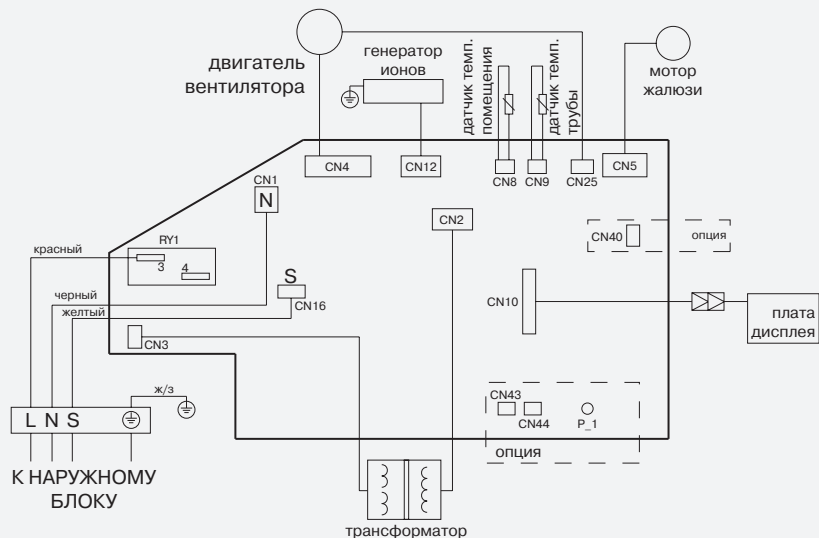 двигатель
вентилятора
генератор
ионов
датчик темп.
помещения
датчик темп.
трубы
мотор
жалюзи
CN4
CN12
CN8
CN9
CN25
CN5
CN1
N
CN2
CN40
опция
красный
RY1
3
4
черный
S
желтый
CN16
CN10
плата
дисплея
CN3
ж/з
CN43
CN44
P_1
L N S
опция
К НАРУЖНОМУ
БЛОКУ
трансформатор